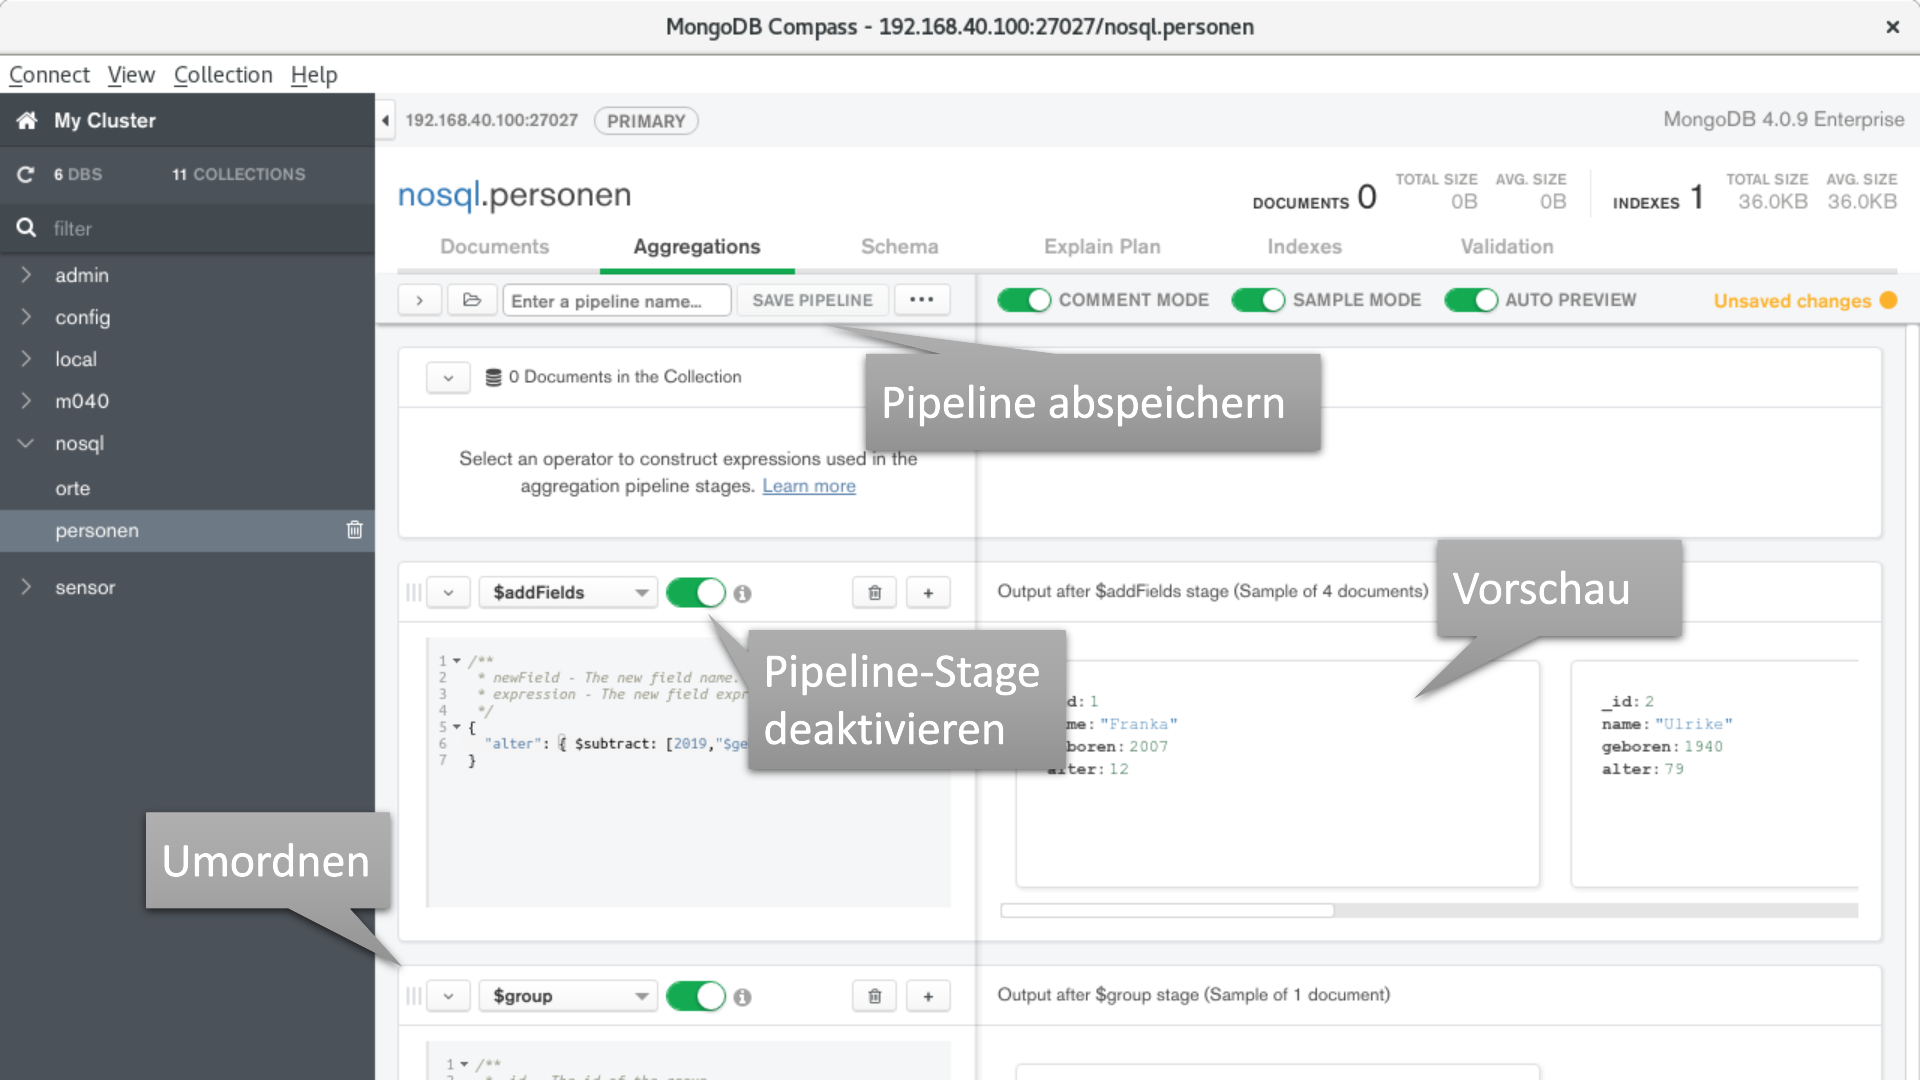 MongoDB Compass - 192.168.40.100:27027/nosql.personen
Connect View Collection Help
My Cluster
6 DBS 11 COLLECTIONS
filter
admin
config
local
m040
nosql
orte
personen
sensor
192.168.40.100:27027 PRIMARY
MongoDB 4.0.9 Enterprise
nosql.personen
DOCUMENTS 0 TOTAL SIZE 0B AVG. SIZE 0B
INDEXES 1 TOTAL SIZE 36.0KB AVG. SIZE 36.0KB
Documents Aggregations Schema Explain Plan Indexes Validation
Enter a pipeline name... SAVE PIPELINE ...
COMMENT MODE SAMPLE MODE AUTO PREVIEW Unsaved changes
Pipeline abspeichern
0 Documents in the Collection
Select an operator to construct expressions used in the
aggregation pipeline stages. Learn more
$addFields
Output after $addFields stage (Sample of 4 documents)
Vorschau
Pipeline-Stage
deaktivieren
1 /**
2 * newField - The new field name.
3 * expression - The new field expr
4 */
5 {
6 "alter": { $subtract: [2019,"$ge
7 }
d: 1
me: "Franka"
boren: 2007
alter: 12
_id: 2
name: "Ulrike"
geboren: 1940
alter: 79
Umordnen
$group
Output after $group stage (Sample of 1 document)
1 /**